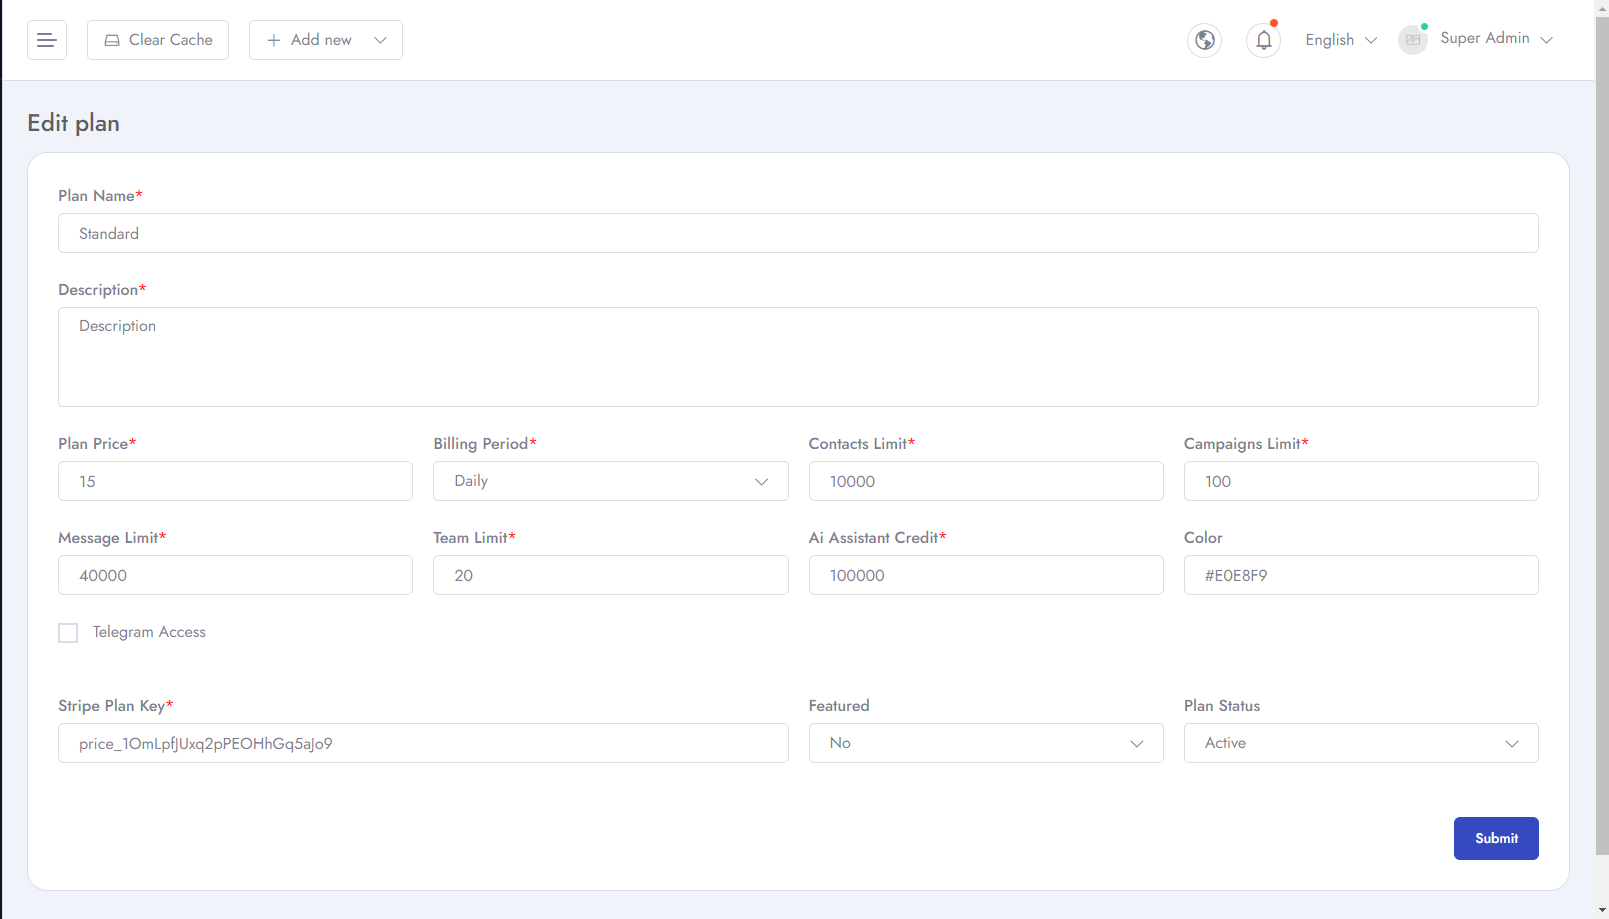 Clear Cache
Add new
English
Super Admin
Edit plan
Plan Name*
Standard
Description*
Description
Plan Price* Billing Period* Contacts Limit* Campaigns Limit*
15 Daily 10000 100
Message Limit* Team Limit* Ai Assistant Credit* Color
40000 20 100000 #E0E8F9
Telegram Access
Stripe Plan Key* Featured Plan Status
price_1OmLpfJUxq2pPEOHhGq5aJo9 No Active
Submit